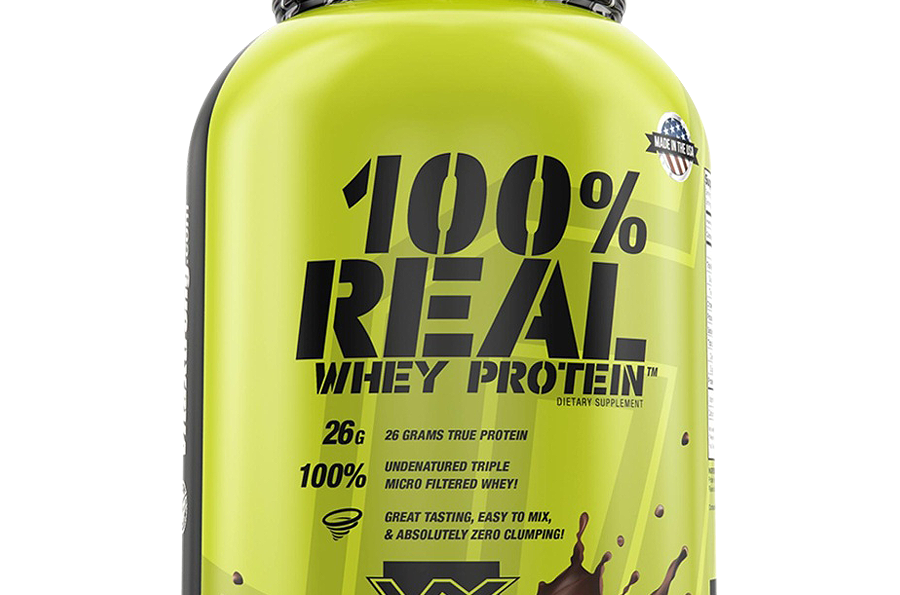 MADE IN THE USA
100%
REAL
WHEY PROTEIN™
DIETARY SUPPLEMENT
26G 26 GRAMS TRUE PROTEIN
100% UNDENATURED TRIPLE
MICRO FILTERED WHEY!
GREAT TASTING, EASY TO MIX,
& ABSOLUTELY ZERO CLUMPING!